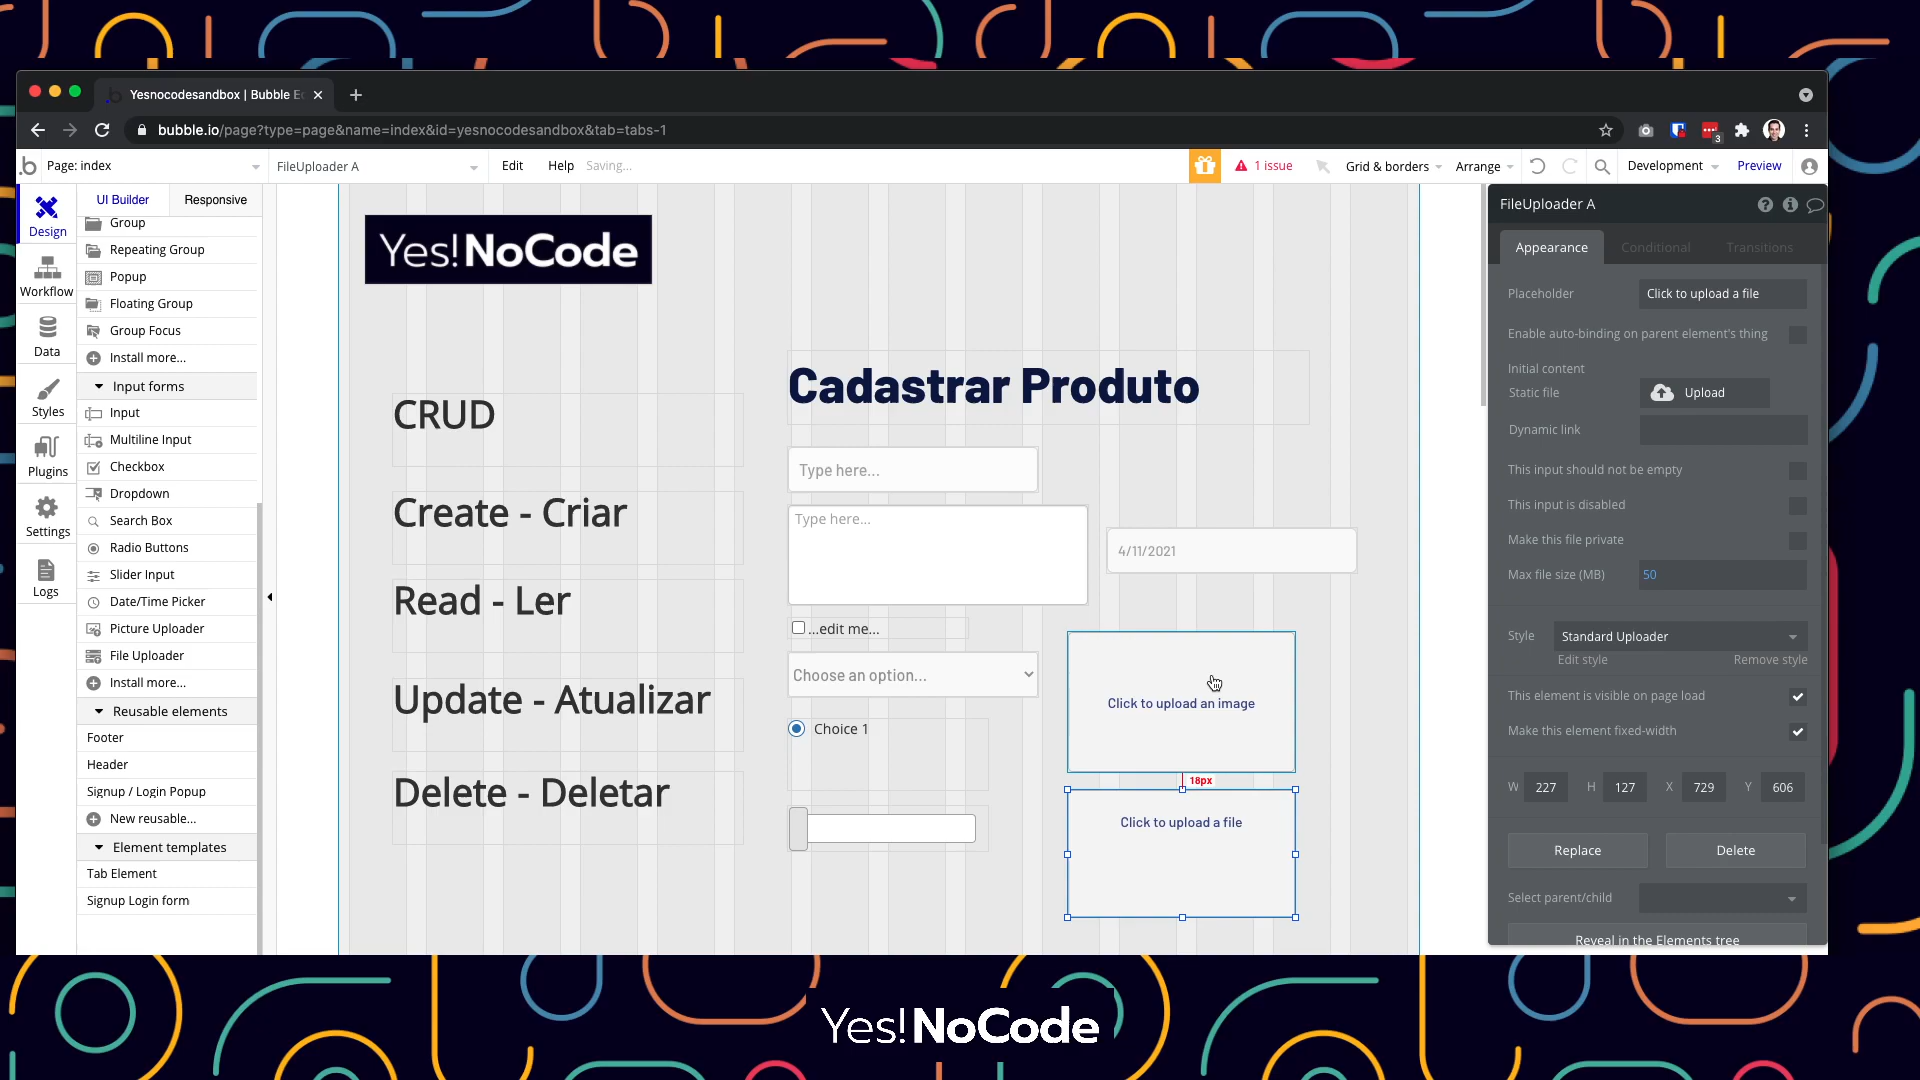 Yesnocodesandbox | Bubble E
bubble.io/page?type=page&name=index&id=yesnocodesandbox&tab=tabs-1
3
Page: index
FileUploader A
Edit
Help
Saving...
1 issue
Grid & borders
Arrange
Development
Preview
Design
Workflow
Data
Styles
Plugins
Settings
Logs
UI Builder
Responsive
Group
Repeating Group
Popup
Floating Group
Group Focus
Install more...
Input forms
Input
Multiline Input
Checkbox
Dropdown
Search Box
Radio Buttons
Slider Input
Date/Time Picker
Picture Uploader
File Uploader
Install more...
Reusable elements
Footer
Header
Signup / Login Popup
New reusable...
Element templates
Tab Element
Signup Login form
Yes!NoCode
CRUD
Create - Criar
Read - Ler
Update - Atualizar
Delete - Deletar
Cadastrar Produto
Type here...
Type here...
4/11/2021
...edit me...
Choose an option...
Choice 1
Click to upload an image
18px
Click to upload a file
FileUploader A
Appearance
Conditional
Transitions
Placeholder
Click to upload a file
Enable auto-binding on parent element's thing
Initial content
Static file
Upload
Dynamic link
This input should not be empty
This input is disabled
Make this file private
Max file size (MB)
50
Style
Standard Uploader
Edit style
Remove style
This element is visible on page load
Make this element fixed-width
W 227 H 127 X 729 Y 606
Replace
Delete
Select parent/child
Reveal in the Elements tree
Yes!NoCode